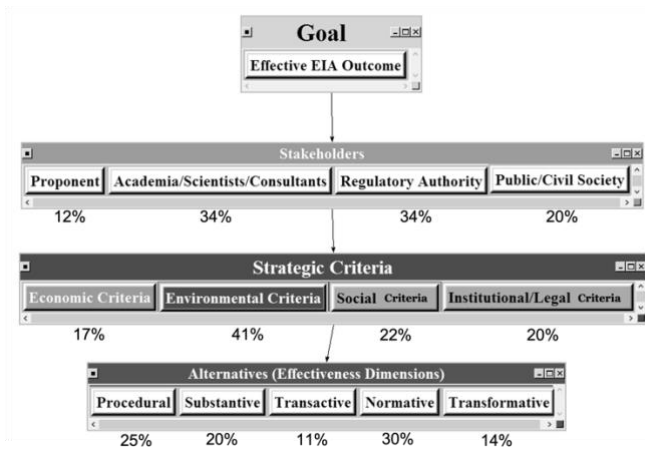 Goal
Effective EIA Outcome
Stakeholders
Proponent Academia/Scientists/Consultants Regulatory Authority Public/Civil Society
12% 34% 34% 20%
Strategic Criteria
Economic Criteria Environmental Criteria Social Criteria Institutional/Legal Criteria
17% 41% 22% 20%
Alternatives (Effectiveness Dimensions)
Procedural Substantive Transactive Normative Transformative
25% 20% 11% 30% 14%